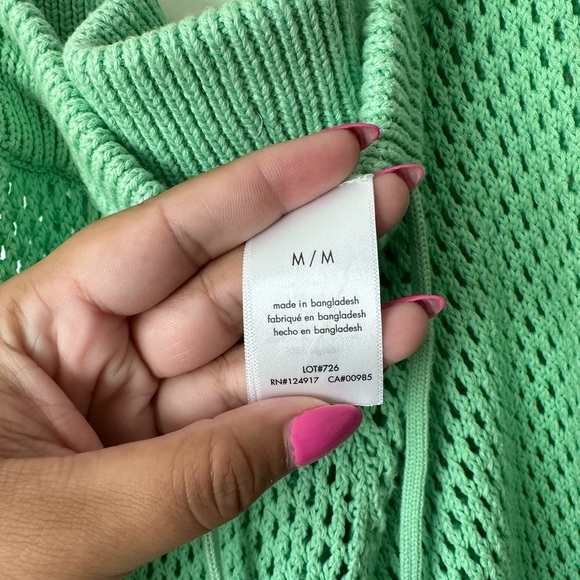 M / M
made in bangladesh
fabriqué en bangladesh
hecho en bangladesh
LOT#726
RN#124917 CA#00985